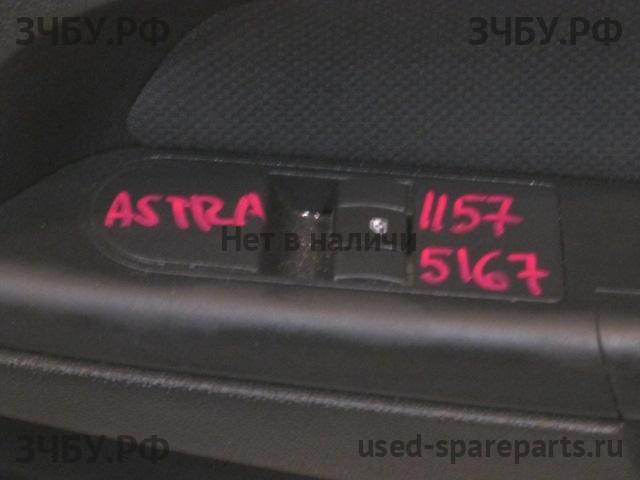 ЗЧБУ.РФ ЗЧБУ.РФ
ASTRA 1157
Нет в наличии
5167
ЗЧБУ.РФ used-spareparts.ru